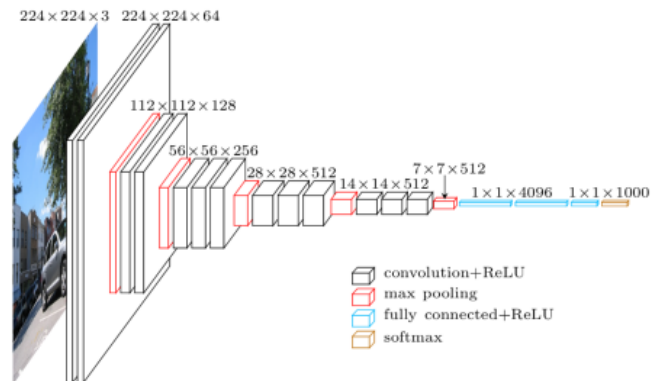 224×224×3
224×224×64
112×112×128
56×56×256
28×28×512
14×14×512
7×7×512
1×1×4096
1×1×1000
convolution+ReLU
max pooling
fully connected+ReLU
softmax